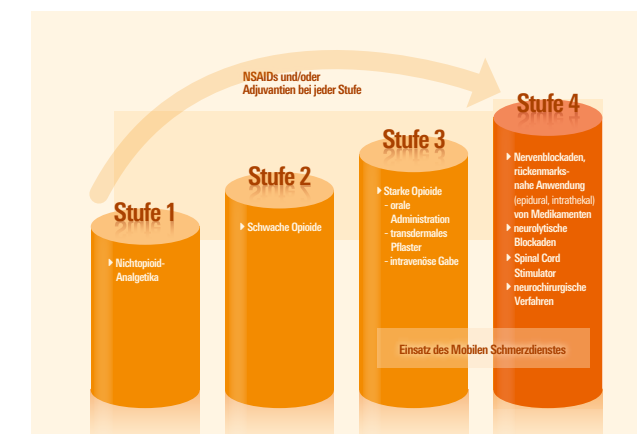 NSAIDs und/oder
Adjuvantien bei jeder Stufe
Stufe 1
Nichtopioid-
Analgetika
Stufe 2
Schwache Opioide
Stufe 3
Starke Opioide
- orale
Administration
- transdermales
Pflaster
- intravenöse Gabe
Stufe 4
Nervenblockaden,
rückenmarks-
nahe Anwendung
(epidural, intrathekal)
von Medikamenten
neurolytische
Blockaden
Spinal Cord
Stimulator
neurochirurgische
Verfahren
Einsatz des Mobilen Schmerzdienstes